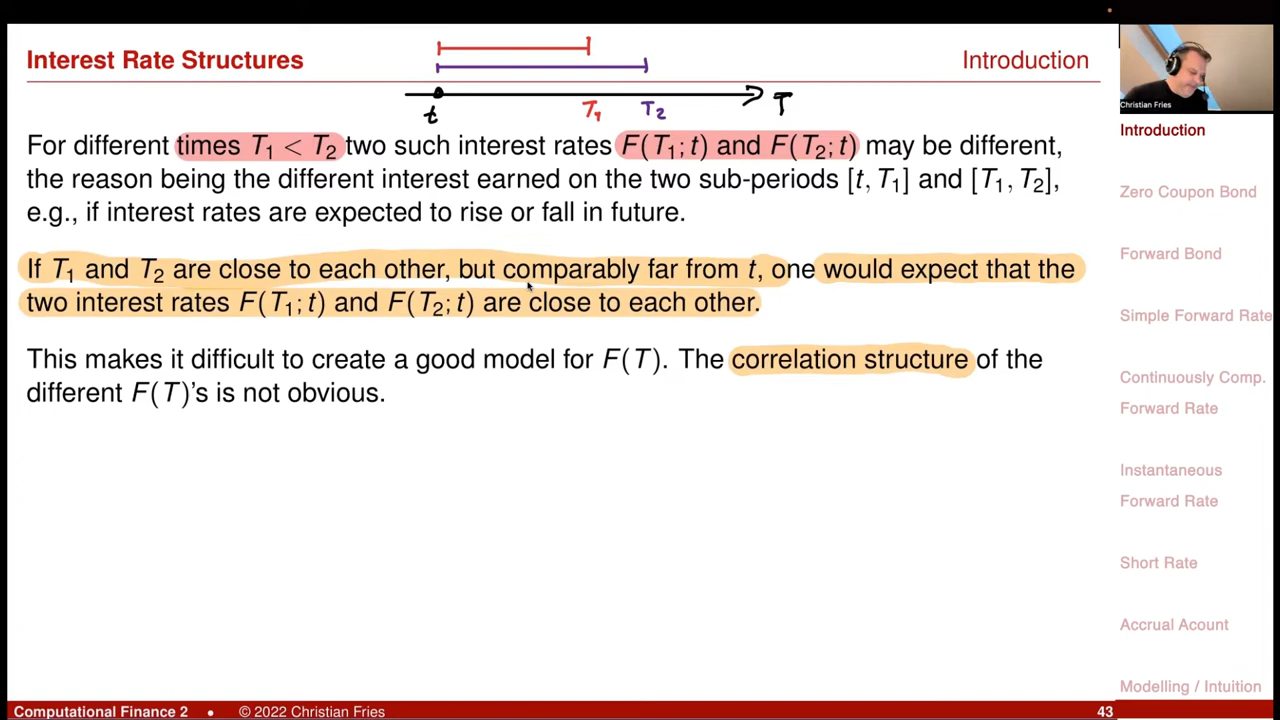 Interest Rate Structures
Introduction
t
T₁
T₂
T
For different times T₁ < T₂ two such interest rates F(T₁; t) and F(T₂; t) may be different,
the reason being the different interest earned on the two sub-periods [t, T₁] and [T₁, T₂],
e.g., if interest rates are expected to rise or fall in future.
If T₁ and T₂ are close to each other, but comparably far from t, one would expect that the
two interest rates F(T₁; t) and F(T₂; t) are close to each other.
This makes it difficult to create a good model for F(T). The correlation structure of the
different F(T)'s is not obvious.
Christian Fries
Introduction
Zero Coupon Bond
Forward Bond
Simple Forward Rate
Continuously Comp.
Forward Rate
Instantaneous
Forward Rate
Short Rate
Accrual Acount
Modelling / Intuition
Computational Finance 2 • © 2022 Christian Fries
43